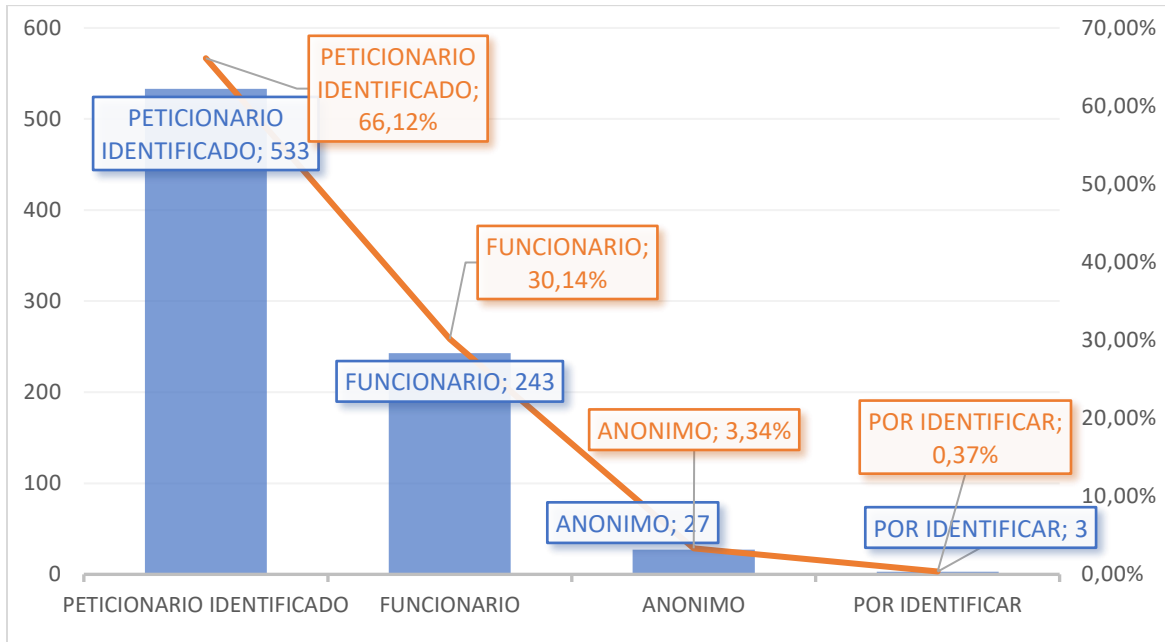 600
500
400
300
200
100
0
70,00%
60,00%
50,00%
40,00%
30,00%
20,00%
10,00%
0,00%
PETICIONARIO
IDENTIFICADO; 533
PETICIONARIO
IDENTIFICADO;
66,12%
FUNCIONARIO;
30,14%
FUNCIONARIO; 243
ANONIMO; 3,34%
ANONIMO; 27
POR IDENTIFICAR;
0,37%
POR IDENTIFICAR; 3
PETICIONARIO IDENTIFICADO
FUNCIONARIO
ANONIMO
POR IDENTIFICAR